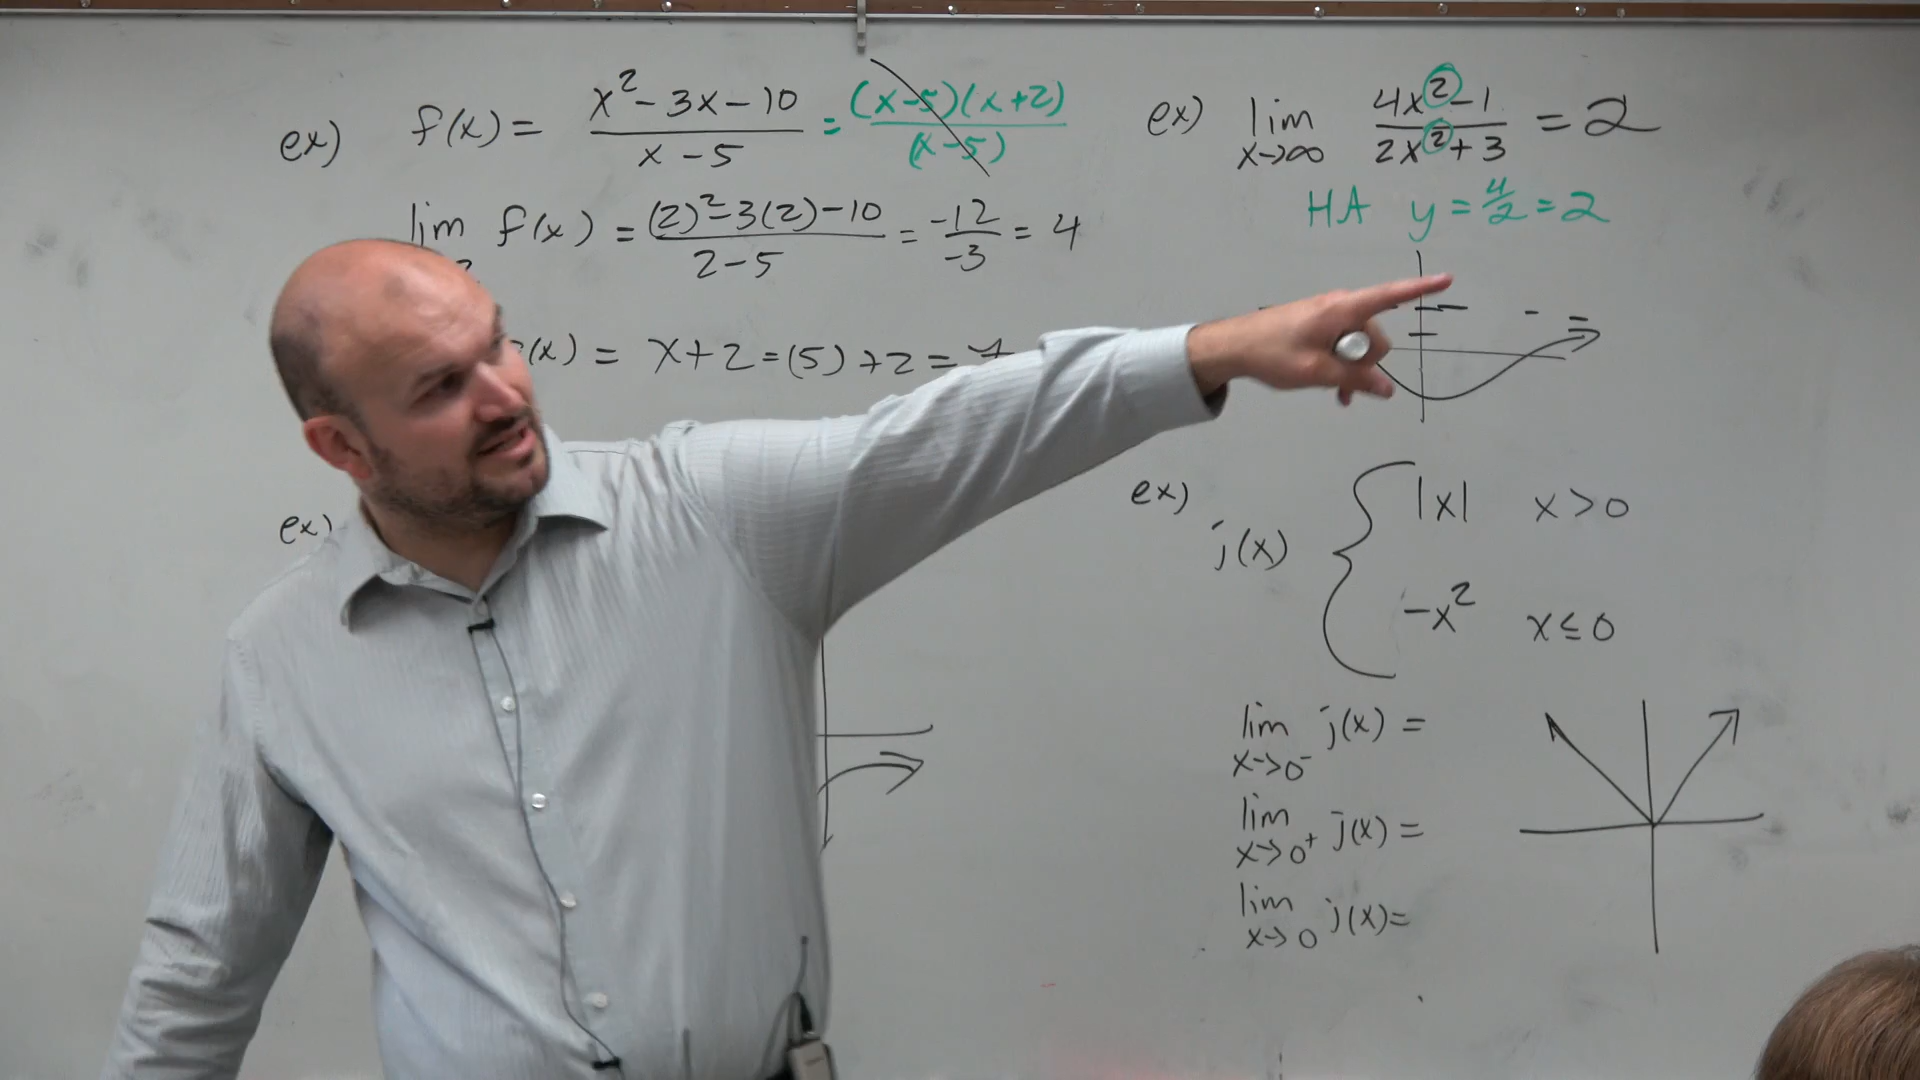 ex) f(x) = x² - 3x - 10 / x - 5 = (x-5)(x+2) / (x-5)
lim f(x) = (2)² - 3(2) - 10 / 2 - 5 = -12 / -3 = 4
(x) = x + 2 = (5) + 2 = 7
ex)
ex) lim x→∞ 4x² - 1 / 2x² + 3 = 2
HA y = 4/2 = 2
ex) j(x) { |x| x > 0
-x² x ≤ 0
lim x→0⁻ j(x) =
lim x→0⁺ j(x) =
lim x→0 j(x) =